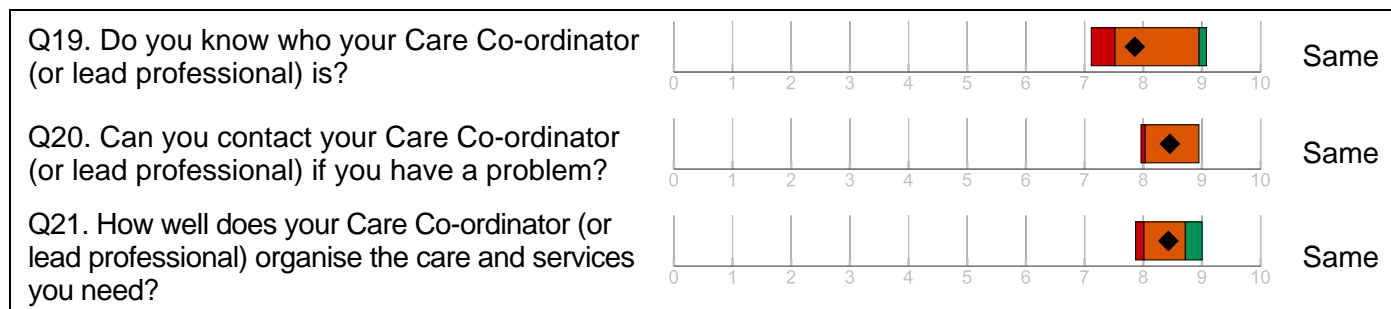 Q19. Do you know who your Care Co-ordinator
(or lead professional) is?
0 1 2 3 4 5 6 7 8 9 10
Same
Q20. Can you contact your Care Co-ordinator
(or lead professional) if you have a problem?
0 1 2 3 4 5 6 7 8 9 10
Same
Q21. How well does your Care Co-ordinator (or
lead professional) organise the care and services
you need?
0 1 2 3 4 5 6 7 8 9 10
Same